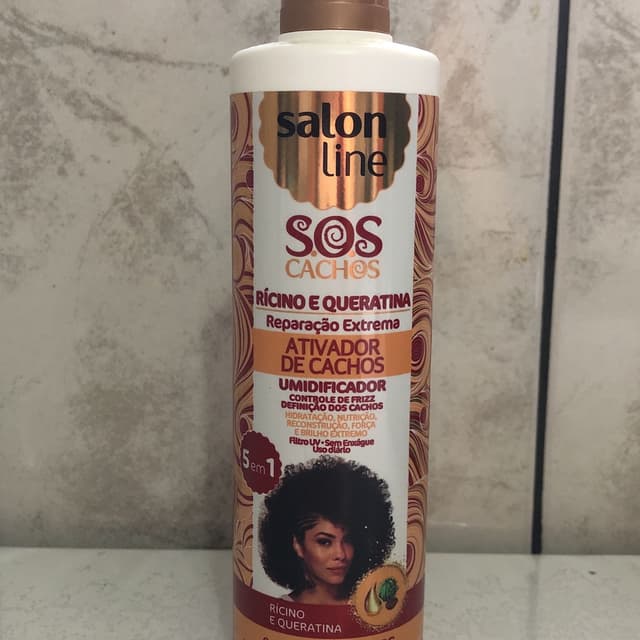 salon
line
S.O.S
CACHOS
RÍCINO E QUERATINA
Reparação Extrema
ATIVADOR
DE CACHOS
UMIDIFICADOR
CONTROLE DE FRIZZ
DEFINIÇÃO DOS CACHOS
HIDRATAÇÃO, NUTRIÇÃO,
RECONSTRUÇÃO, FORÇA
E BRILHO EXTREMO
Filtro UV • Sem Enxágue
Uso diário
5 em 1
RÍCINO
E QUERATINA